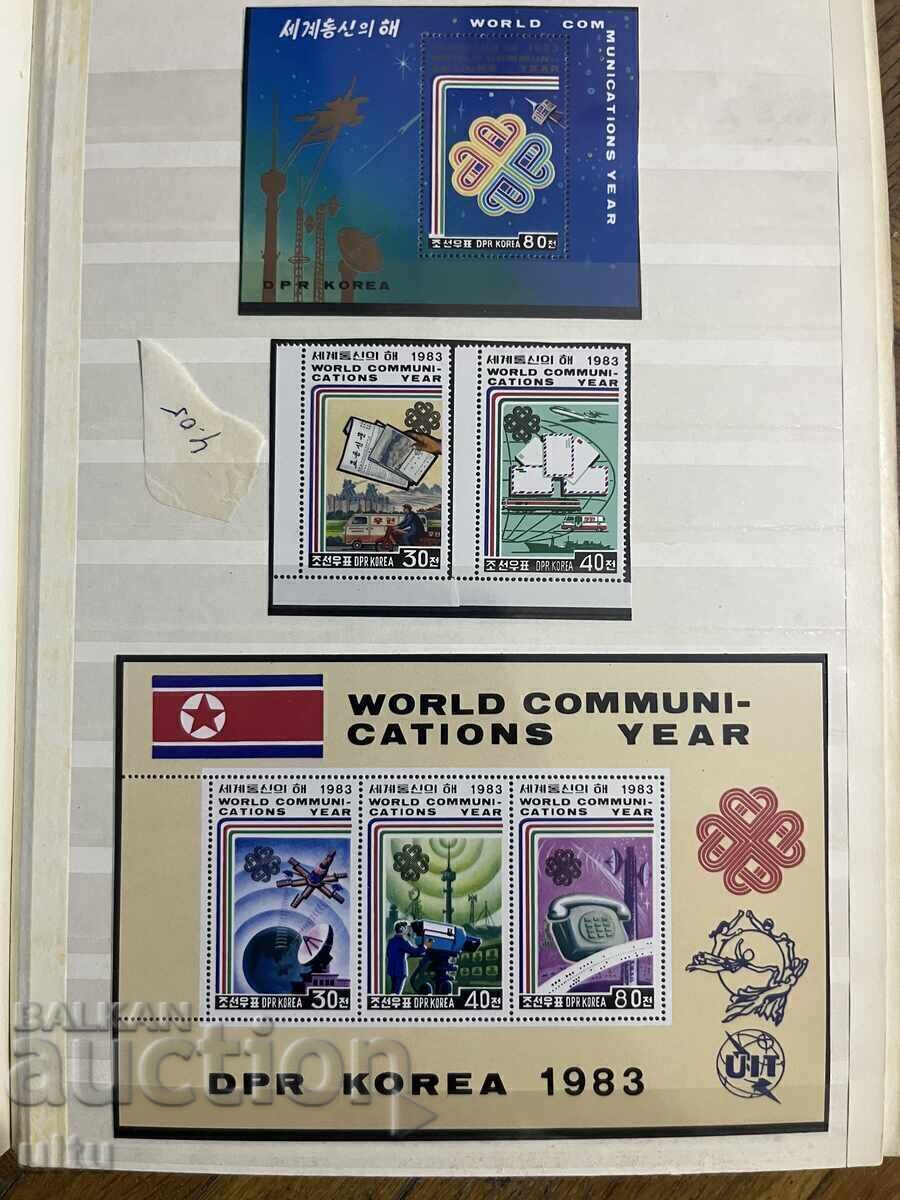 세계통신의 해
WORLD COM
MUNICATIONS YEAR
조선우표 DPR KOREA 80전
DPR KOREA
4.05
세계통신의 해 1983
WORLD COMMUNI-
CATIONS YEAR
우편
조선우표 DPR KOREA 30전
세계통신의 해 1983
WORLD COMMUNI-
CATIONS YEAR
조선우표 DPR KOREA 40전
WORLD COMMUNI-
CATIONS YEAR
세계통신의 해 1983
WORLD COMMUNI-
CATIONS YEAR
조선우표 DPR KOREA 30전
세계통신의 해 1983
WORLD COMMUNI-
CATIONS YEAR
조선우표 DPR KOREA 40전
세계통신의 해 1983
WORLD COMMUNI-
CATIONS YEAR
조선우표 DPR KOREA 80전
UIT
DPR KOREA 1983
BALKAN
auction
ultu